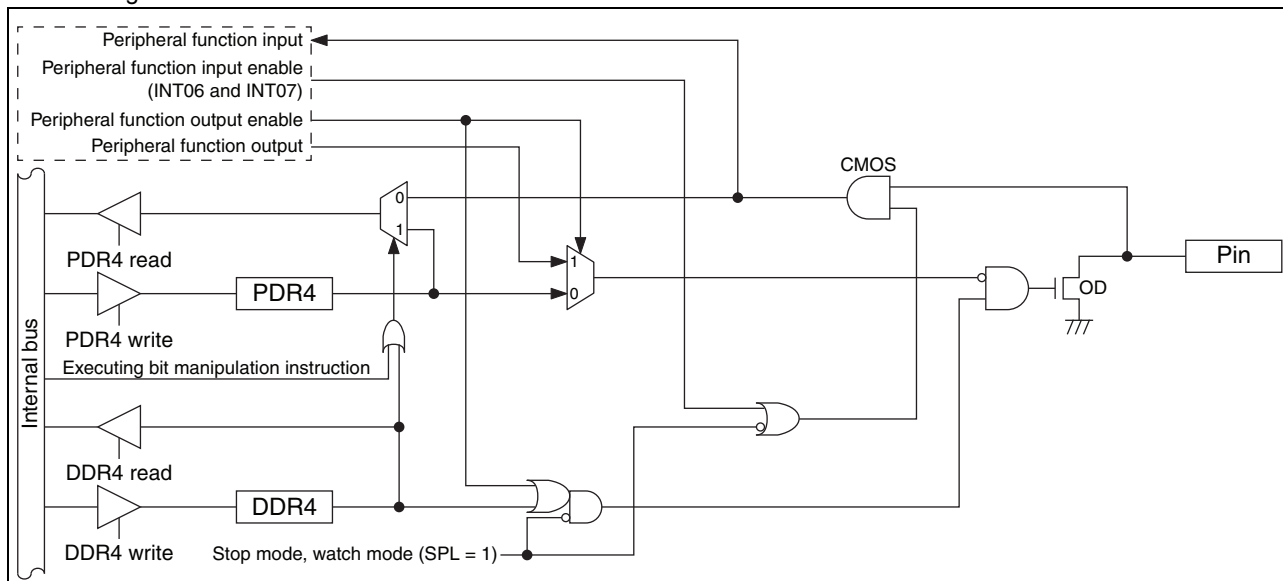 Peripheral function input
Peripheral function input enable
(INT06 and INT07)
Peripheral function output enable
Peripheral function output
CMOS
0
1
PDR4 read
1
0
Pin
OD
PDR4
PDR4 write
Internal bus
Executing bit manipulation instruction
DDR4 read
DDR4
DDR4 write
Stop mode, watch mode (SPL = 1)